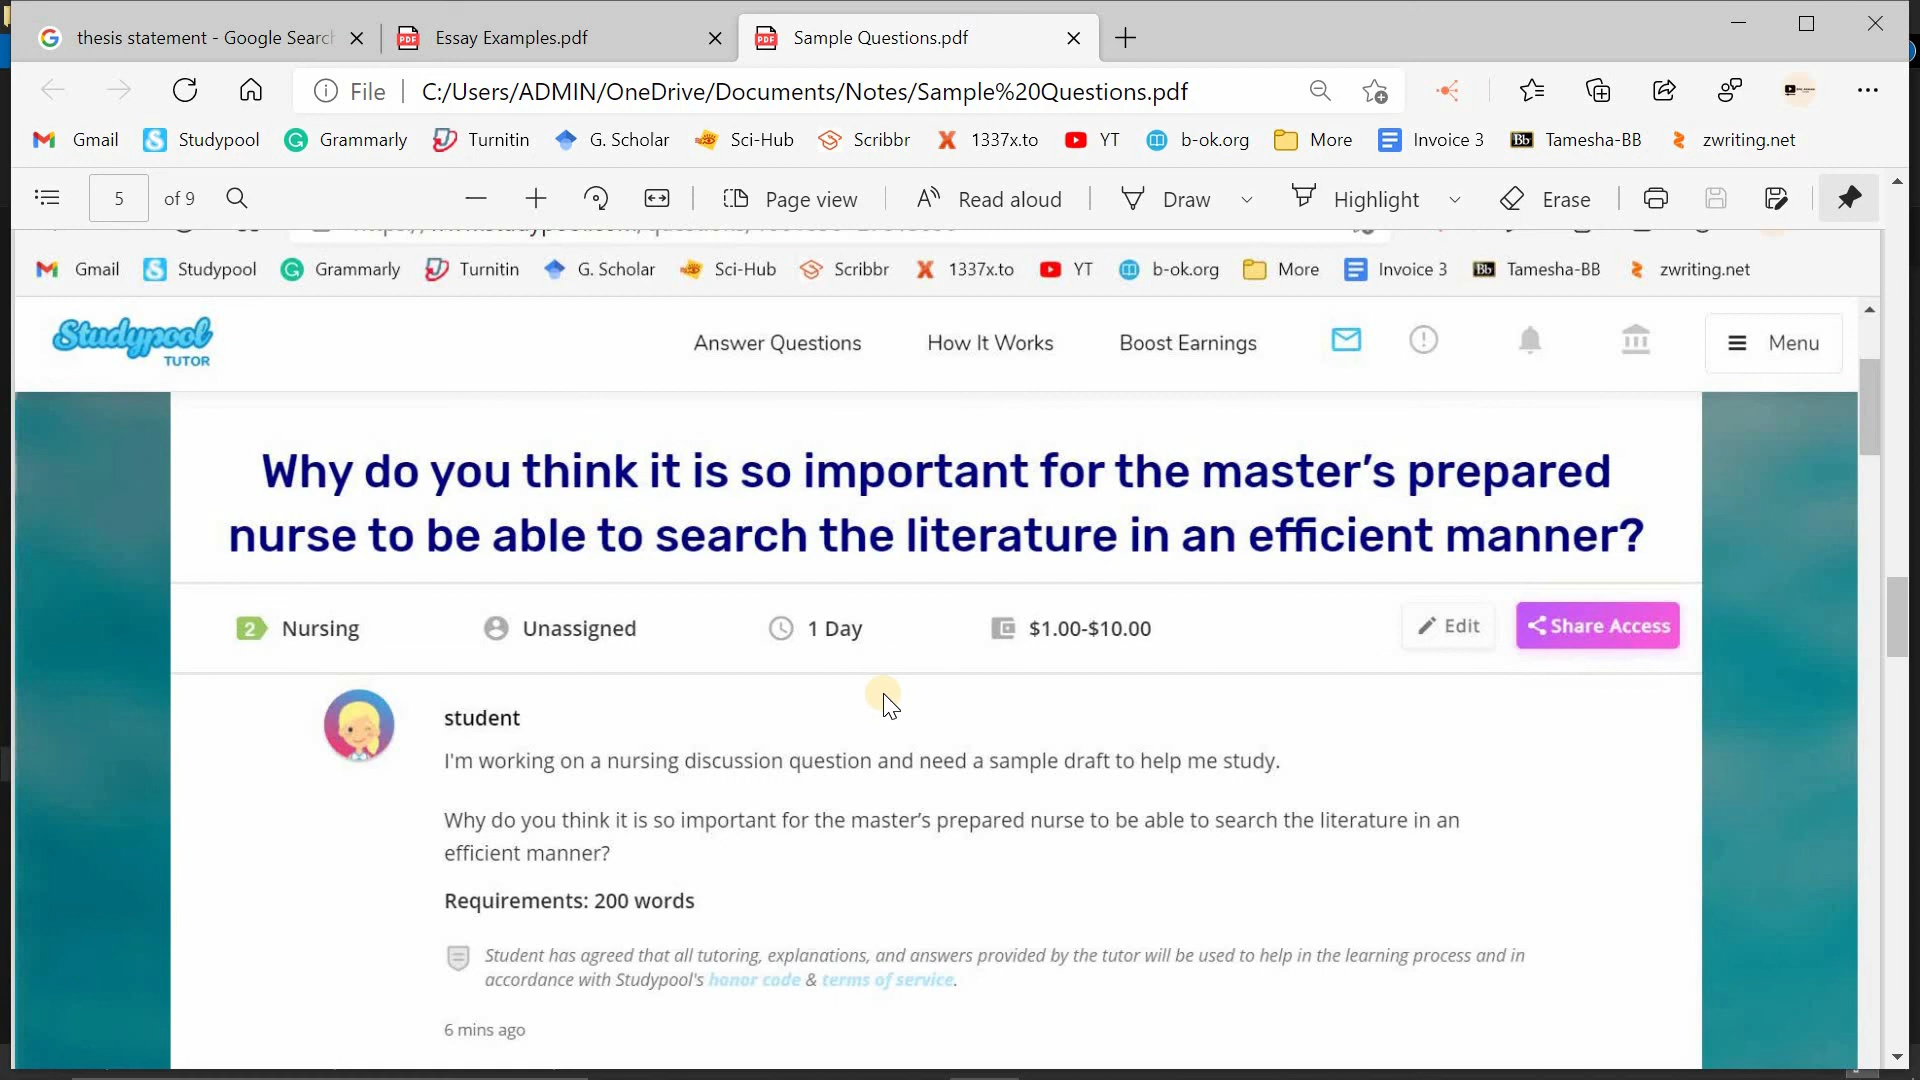 thesis statement - Google Search
Essay Examples.pdf
Sample Questions.pdf
File
C:/Users/ADMIN/OneDrive/Documents/Notes/Sample%20Questions.pdf
Gmail Studypool Grammarly Turnitin G. Scholar Sci-Hub Scribbr 1337x.to YT b-ok.org More Invoice 3 Tamesha-BB zwriting.net
5 of 9 Page view Read aloud Draw Highlight Erase
Gmail Studypool Grammarly Turnitin G. Scholar Sci-Hub Scribbr 1337x.to YT b-ok.org More Invoice 3 Tamesha-BB zwriting.net
Studypool
TUTOR
Answer Questions How It Works Boost Earnings Menu
Why do you think it is so important for the master's prepared
nurse to be able to search the literature in an efficient manner?
2 Nursing Unassigned 1 Day $1.00-$10.00 Edit Share Access
student
I'm working on a nursing discussion question and need a sample draft to help me study.
Why do you think it is so important for the master's prepared nurse to be able to search the literature in an
efficient manner?
Requirements: 200 words
Student has agreed that all tutoring, explanations, and answers provided by the tutor will be used to help in the learning process and in
accordance with Studypool's honor code & terms of service.
6 mins ago